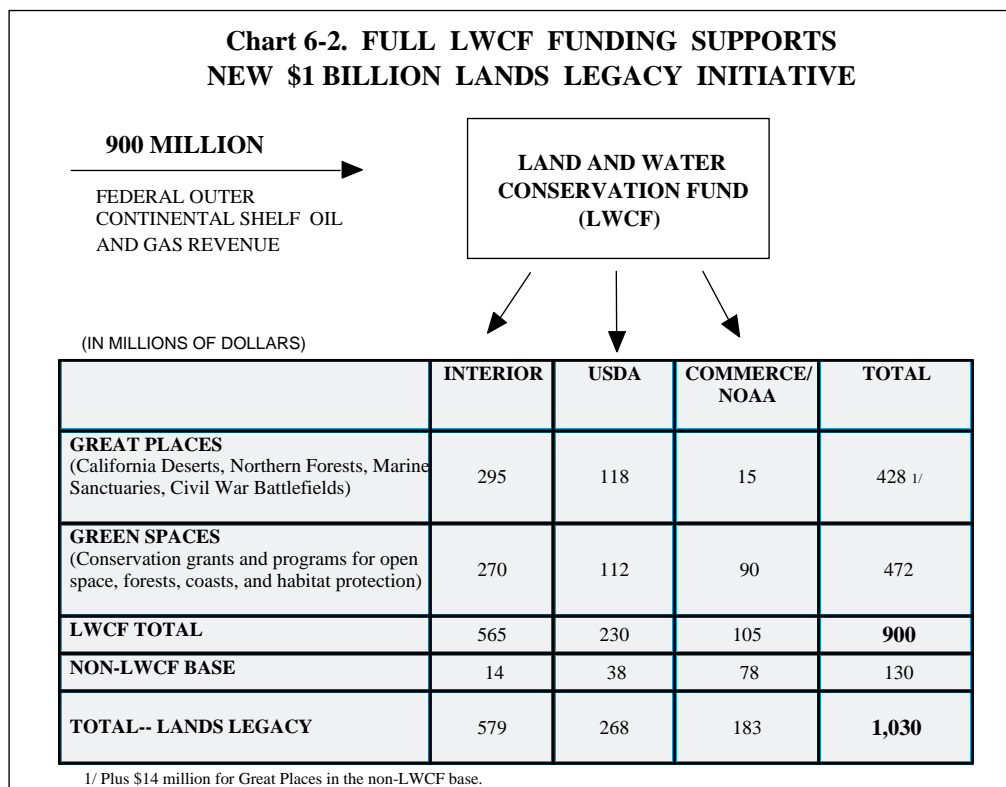 Chart 6-2. FULL LWCF FUNDING SUPPORTS
NEW $1 BILLION LANDS LEGACY INITIATIVE
900 MILLION
FEDERAL OUTER
CONTINENTAL SHELF OIL
AND GAS REVENUE
LAND AND WATER
CONSERVATION FUND
(LWCF)
(IN MILLIONS OF DOLLARS)
INTERIOR USDA COMMERCE/ TOTAL
NOAA
GREAT PLACES
(California Deserts, Northern Forests, Marine
Sanctuaries, Civil War Battlefields)
295 118 15 428 1/
GREEN SPACES
(Conservation grants and programs for open
space, forests, coasts, and habitat protection)
270 112 90 472
LWCF TOTAL 565 230 105 900
NON-LWCF BASE 14 38 78 130
TOTAL-- LANDS LEGACY 579 268 183 1,030
1/ Plus $14 million for Great Places in the non-LWCF base.